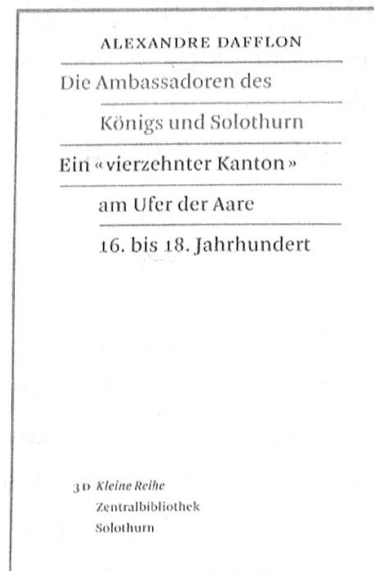 ALEXANDRE DAFFLON
Die Ambassadoren des
Königs und Solothurn
Ein «vierzehnter Kanton»
am Ufer der Aare
16. bis 18. Jahrhundert
3 D Kleine Reihe
Zentralbibliothek
Solothurn